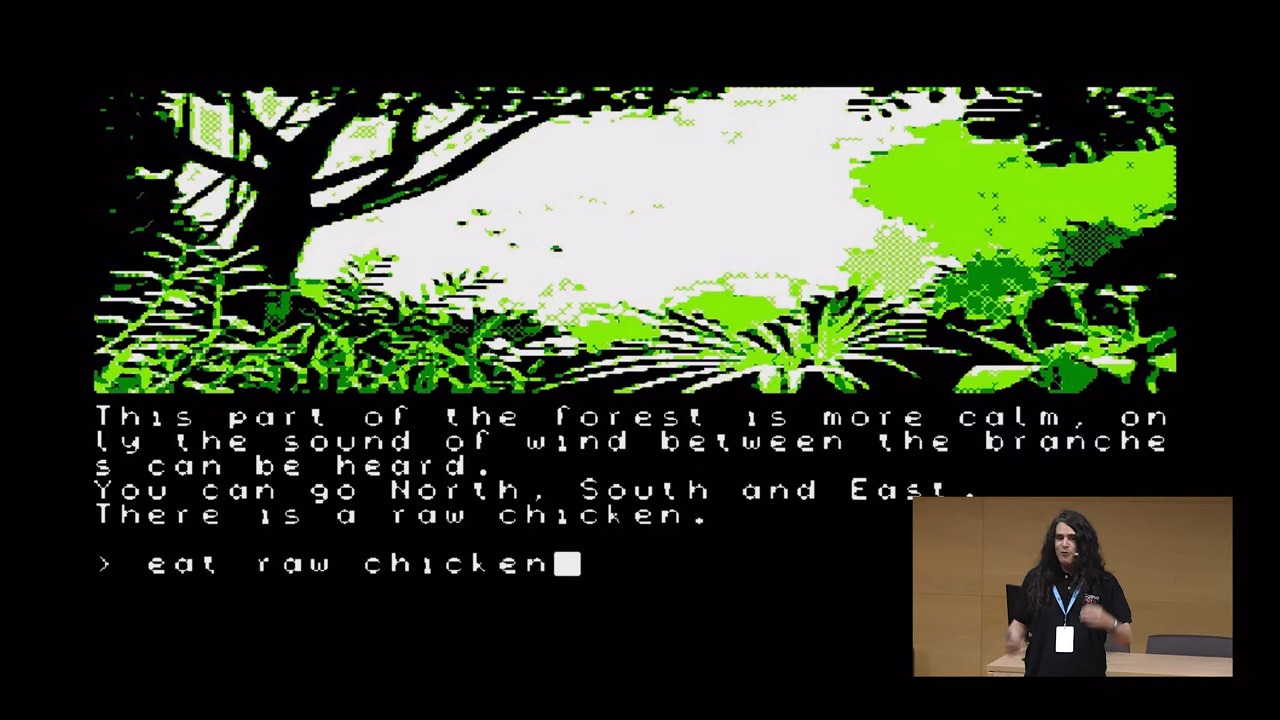 This part of the forest is more calm, on
ly the sound of wind between the branche
s can be heard.
You can go North, South and East.
There is a raw chicken.
> eat raw chicken